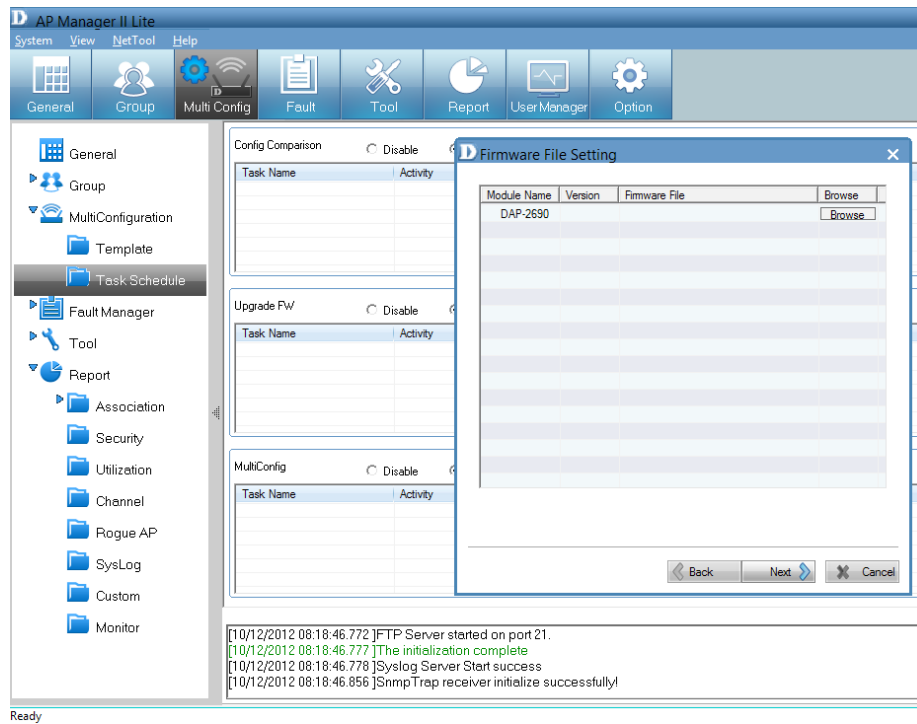 AP Manager II Lite
System View NetTool Help
General Group Multi Config Fault Tool Report User Manager Option
General
Group
MultiConfiguration
Template
Task Schedule
Fault Manager
Tool
Report
Association
Security
Utilization
Channel
Rogue AP
SysLog
Custom
Monitor
Config Comparison Disable
Task Name Activity
Upgrade FW Disable
Task Name Activity
MultiConfig Disable
Task Name Activity
Firmware File Setting
Module Name Version Firmware File Browse
DAP-2690 Browse
Back Next Cancel
[10/12/2012 08:18:46.772 ]FTP Server started on port 21.
[10/12/2012 08:18:46.777 ]The initialization complete
[10/12/2012 08:18:46.778 ]Syslog Server Start success
[10/12/2012 08:18:46.856 ]SnmpTrap receiver initialize successfully!
Ready